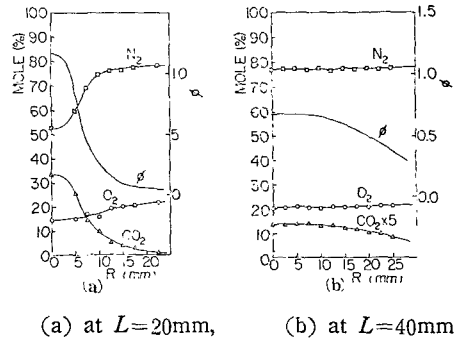 100
90
80
70
60
50
40
30
20
10
0
MOLE (%)
N₂
ϕ
O₂
CO₂
1.0
ϕ
5
0
0 5 10 15 20
R (mm)
(a)
100
90
80
70
60
50
40
30
20
10
0
MOLE (%)
N₂
ϕ
O₂
CO₂×5
1.5
1.0
ϕ
0.5
0.0
0 5 10 15 20 25
R (mm)
(b)
(a) at L=20mm, (b) at L=40mm